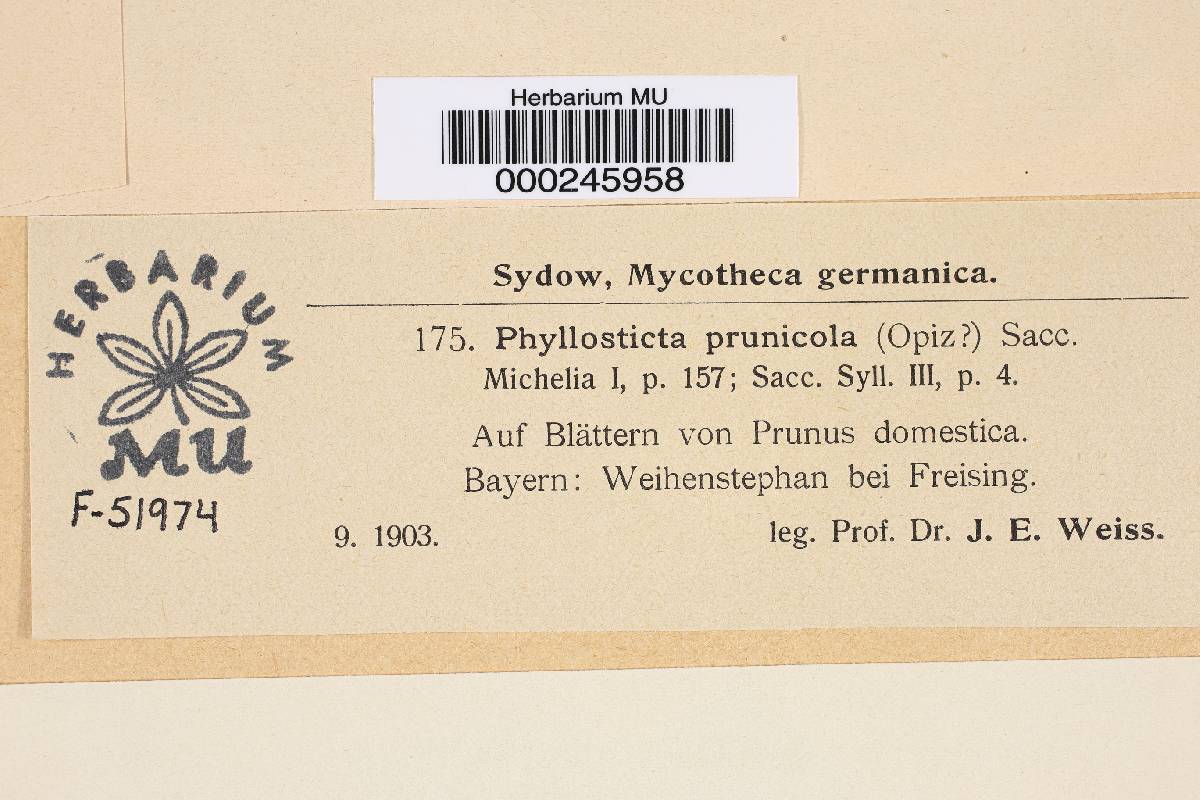 Herbarium MU
000245958
HERBARIUM
MU
F-51974
Sydow, Mycotheca germanica.
175. Phyllosticta prunicola (Opiz?) Sacc.
Michelia I, p. 157; Sacc. Syll. III, p. 4.
Auf Blättern von Prunus domestica.
Bayern: Weihenstephan bei Freising.
9. 1903. leg. Prof. Dr. J. E. Weiss.